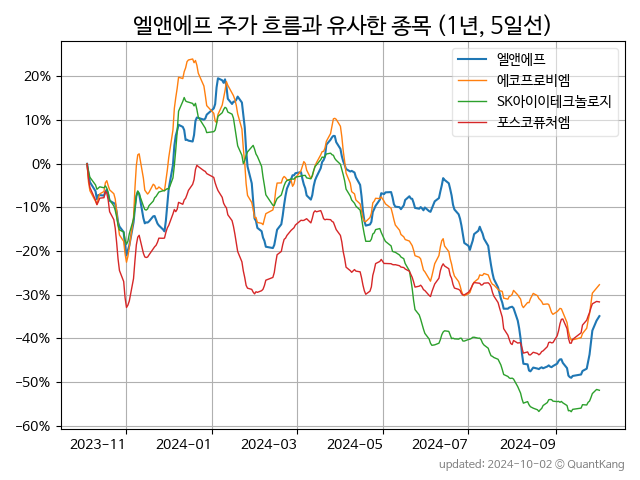 엘앤에프 주가 흐름과 유사한 종목 (1년, 5일선)
엘앤에프
에코프로비엠
SK아이이테크놀로지
포스코퓨처엠
20%
10%
0%
−10%
−20%
−30%
−40%
−50%
−60%
2023-11
2024-01
2024-03
2024-05
2024-07
2024-09
updated: 2024-10-02 © QuantKang